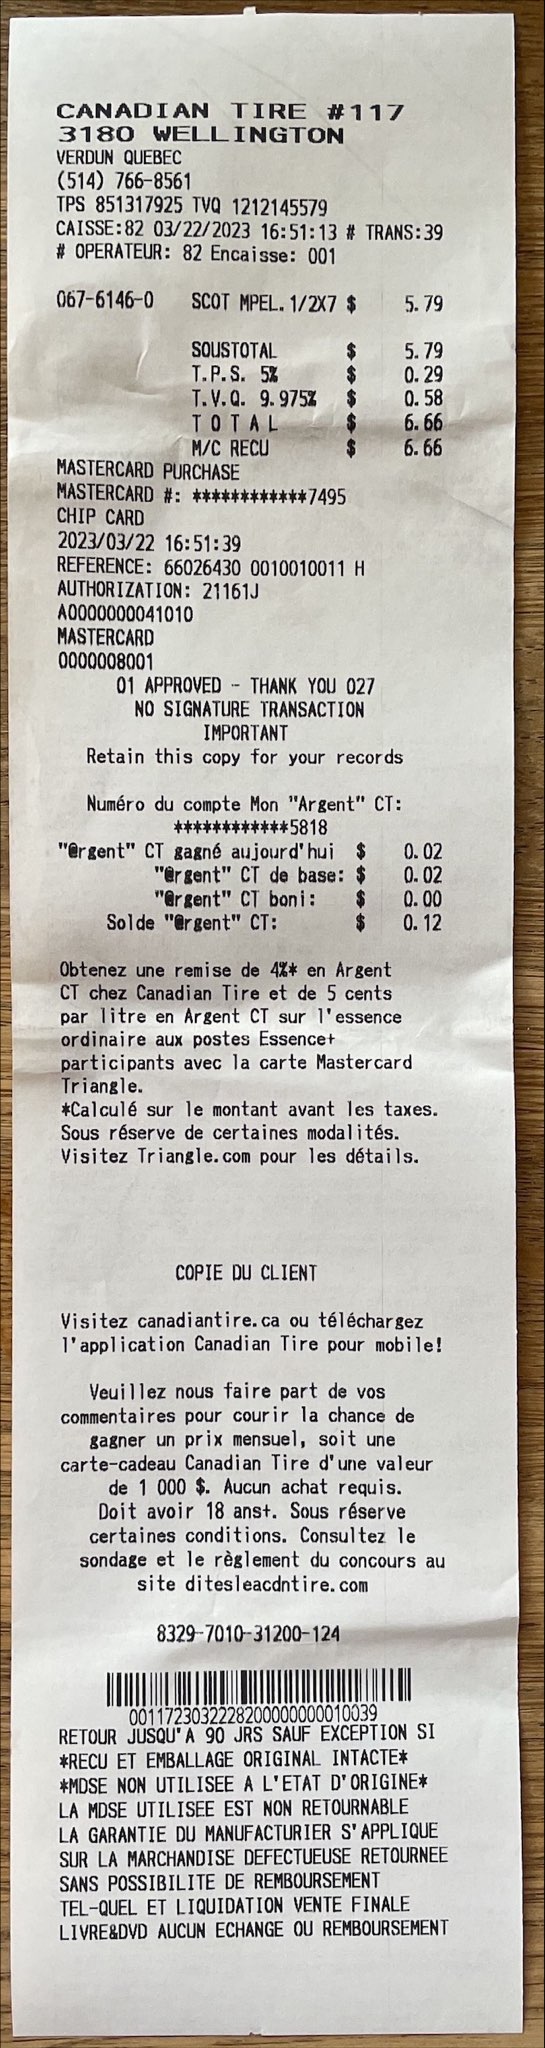 CANADIAN TIRE #117
3180 WELLINGTON
VERDUN QUEBEC
(514) 766-8561
TPS 851317925 TVQ 1212145579
CAISSE:82 03/22/2023 16:51:13 # TRANS:39
# OPERATEUR: 82 Encaisse: 001
067-6146-0 SCOT MPEL.1/2X7 $ 5.79
SOUSTOTAL $ 5.79
T.P.S. 5% $ 0.29
T.V.Q. 9.975% $ 0.58
T O T A L $ 6.66
M/C RECU $ 6.66
MASTERCARD PURCHASE
MASTERCARD #: ************7495
CHIP CARD
2023/03/22 16:51:39
REFERENCE: 66026430 0010010011 H
AUTHORIZATION: 21161J
A0000000041010
MASTERCARD
0000008001
01 APPROVED - THANK YOU 027
NO SIGNATURE TRANSACTION
IMPORTANT
Retain this copy for your records
Numéro du compte Mon "Argent" CT:
************5818
"@rgent" CT gagné aujourd'hui $ 0.02
"@rgent" CT de base: $ 0.02
"@rgent" CT boni: $ 0.00
Solde "@rgent" CT: $ 0.12
Obtenez une remise de 4%* en Argent
CT chez Canadian Tire et de 5 cents
par litre en Argent CT sur l'essence
ordinaire aux postes Essence+
participants avec la carte Mastercard
Triangle.
*Calculé sur le montant avant les taxes.
Sous réserve de certaines modalités.
Visitez Triangle.com pour les détails.
COPIE DU CLIENT
Visitez canadiantire.ca ou téléchargez
l'application Canadian Tire pour mobile!
Veuillez nous faire part de vos
commentaires pour courir la chance de
gagner un prix mensuel, soit une
carte-cadeau Canadian Tire d'une valeur
de 1 000 $. Aucun achat requis.
Doit avoir 18 ans+. Sous réserve
certaines conditions. Consultez le
sondage et le règlement du concours au
site ditesleacdntire.com
8329-7010-31200-124
0011723032228200000000010039
RETOUR JUSQU'A 90 JRS SAUF EXCEPTION SI
*RECU ET EMBALLAGE ORIGINAL INTACTE*
*MDSE NON UTILISEE A L'ETAT D'ORIGINE*
LA MDSE UTILISEE EST NON RETOURNABLE
LA GARANTIE DU MANUFACTURIER S'APPLIQUE
SUR LA MARCHANDISE DEFECTUEUSE RETOURNEE
SANS POSSIBILITE DE REMBOURSEMENT
TEL-QUEL ET LIQUIDATION VENTE FINALE
LIVRE&DVD AUCUN ECHANGE OU REMBOURSEMENT